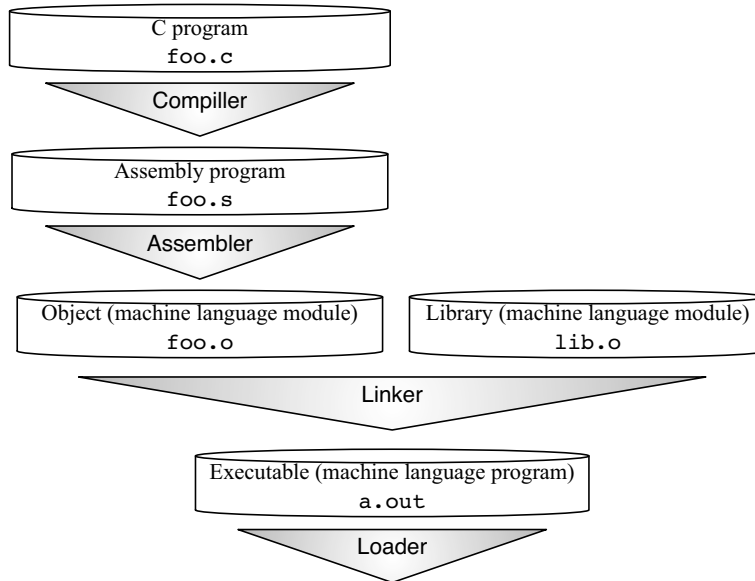 C program
foo.c
Compiller
Assembly program
foo.s
Assembler
Object (machine language module)
foo.o
Library (machine language module)
lib.o
Linker
Executable (machine language program)
a.out
Loader